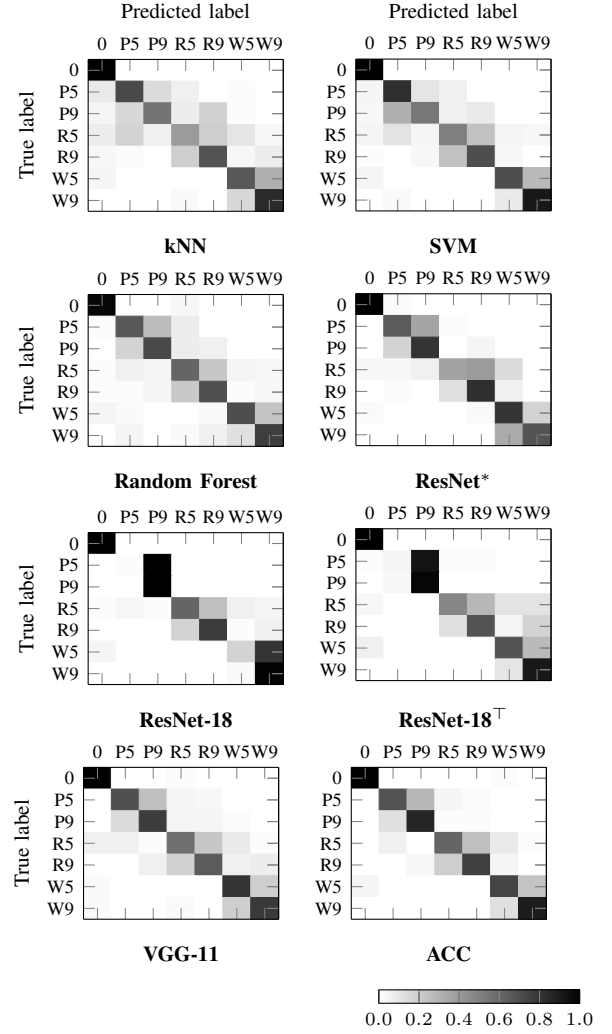 Predicted label Predicted label
0 P5 P9 R5 R9 W5 W9 0 P5 P9 R5 R9 W5 W9
True label
0
P5
P9
R5
R9
W5
W9
0
P5
P9
R5
R9
W5
W9
kNN SVM
0 P5 P9 R5 R9 W5 W9 0 P5 P9 R5 R9 W5 W9
True label
0
P5
P9
R5
R9
W5
W9
0
P5
P9
R5
R9
W5
W9
Random Forest ResNet*
0 P5 P9 R5 R9 W5 W9 0 P5 P9 R5 R9 W5 W9
True label
0
P5
P9
R5
R9
W5
W9
0
P5
P9
R5
R9
W5
W9
ResNet-18 ResNet-18⊤
0 P5 P9 R5 R9 W5 W9 0 P5 P9 R5 R9 W5 W9
True label
0
P5
P9
R5
R9
W5
W9
0
P5
P9
R5
R9
W5
W9
VGG-11 ACC
0.0 0.2 0.4 0.6 0.8 1.0